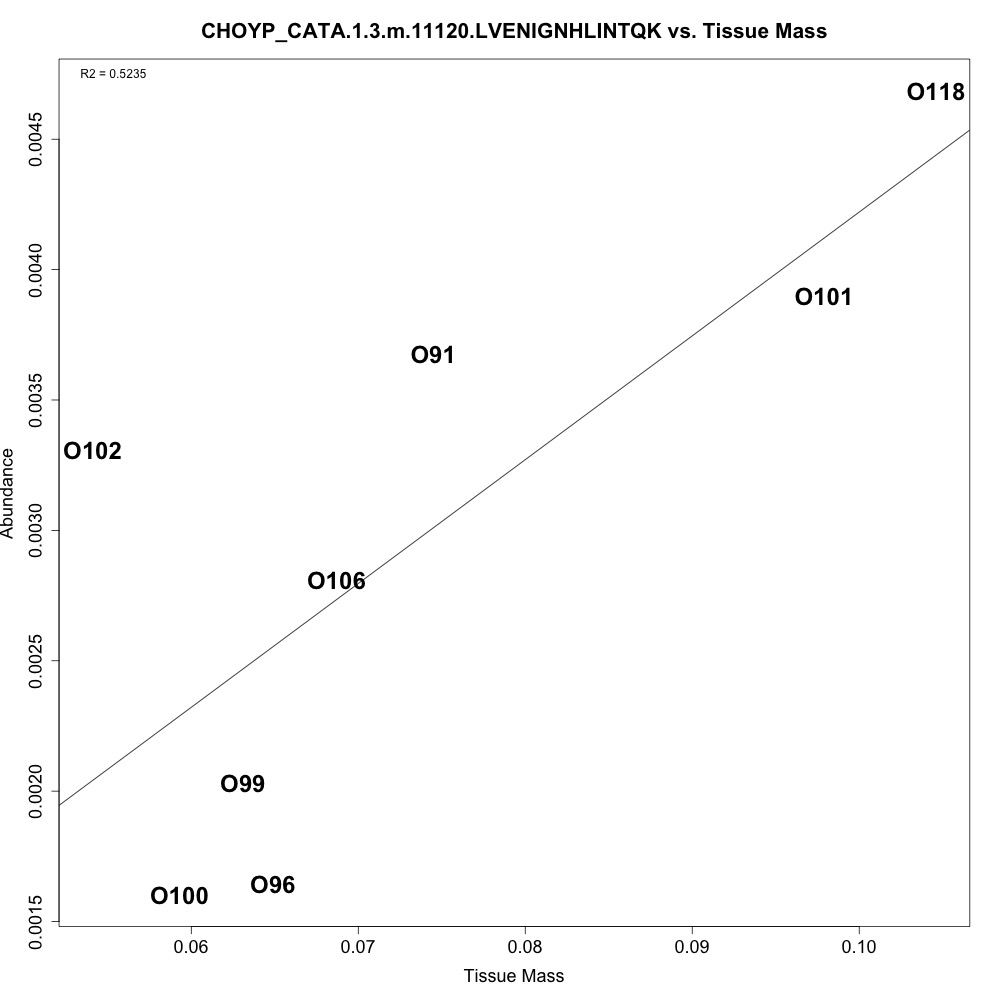 CHOYP_CATA.1.3.m.11120.LVENIGNHLINTQK vs. Tissue Mass
R2 = 0.5235
O118
0.0045
0.0040
O101
O91
0.0035
O102
Abundance
0.0030
O106
0.0025
O99
0.0020
O96
O100
0.0015
0.06 0.07 0.08 0.09 0.10
Tissue Mass